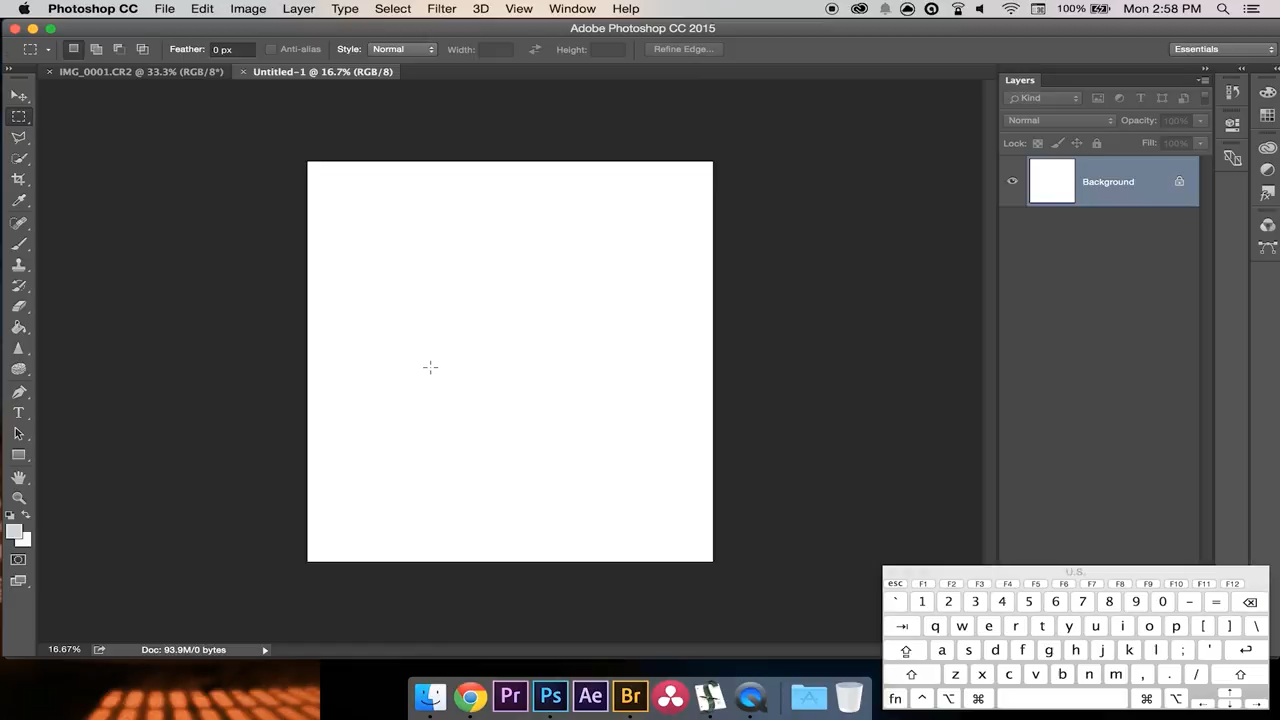 Photoshop CC File Edit Image Layer Type Select Filter 3D View Window Help 100% Mon 2:58 PM
Adobe Photoshop CC 2015
Feather: 0 px Anti-alias Style: Normal Width: Height: Refine Edge... Essentials
× IMG_0001.CR2 @ 33.3% (RGB/8*) × Untitled-1 @ 16.7% (RGB/8)
Layers
Kind
Normal Opacity: 100%
Lock: Fill: 100%
Background
T
16.67% Doc: 93.9M/0 bytes
U.S.
esc F1 F2 F3 F4 F5 F6 F7 F8 F9 F10 F11 F12
` 1 2 3 4 5 6 7 8 9 0 - =
q w e r t y u i o p [ ] \
a s d f g h j k l ; '
z x c v b n m , . /
fn ^ ⌥ ⌘ ⌘ ⌥
Pr Ps Ae Br